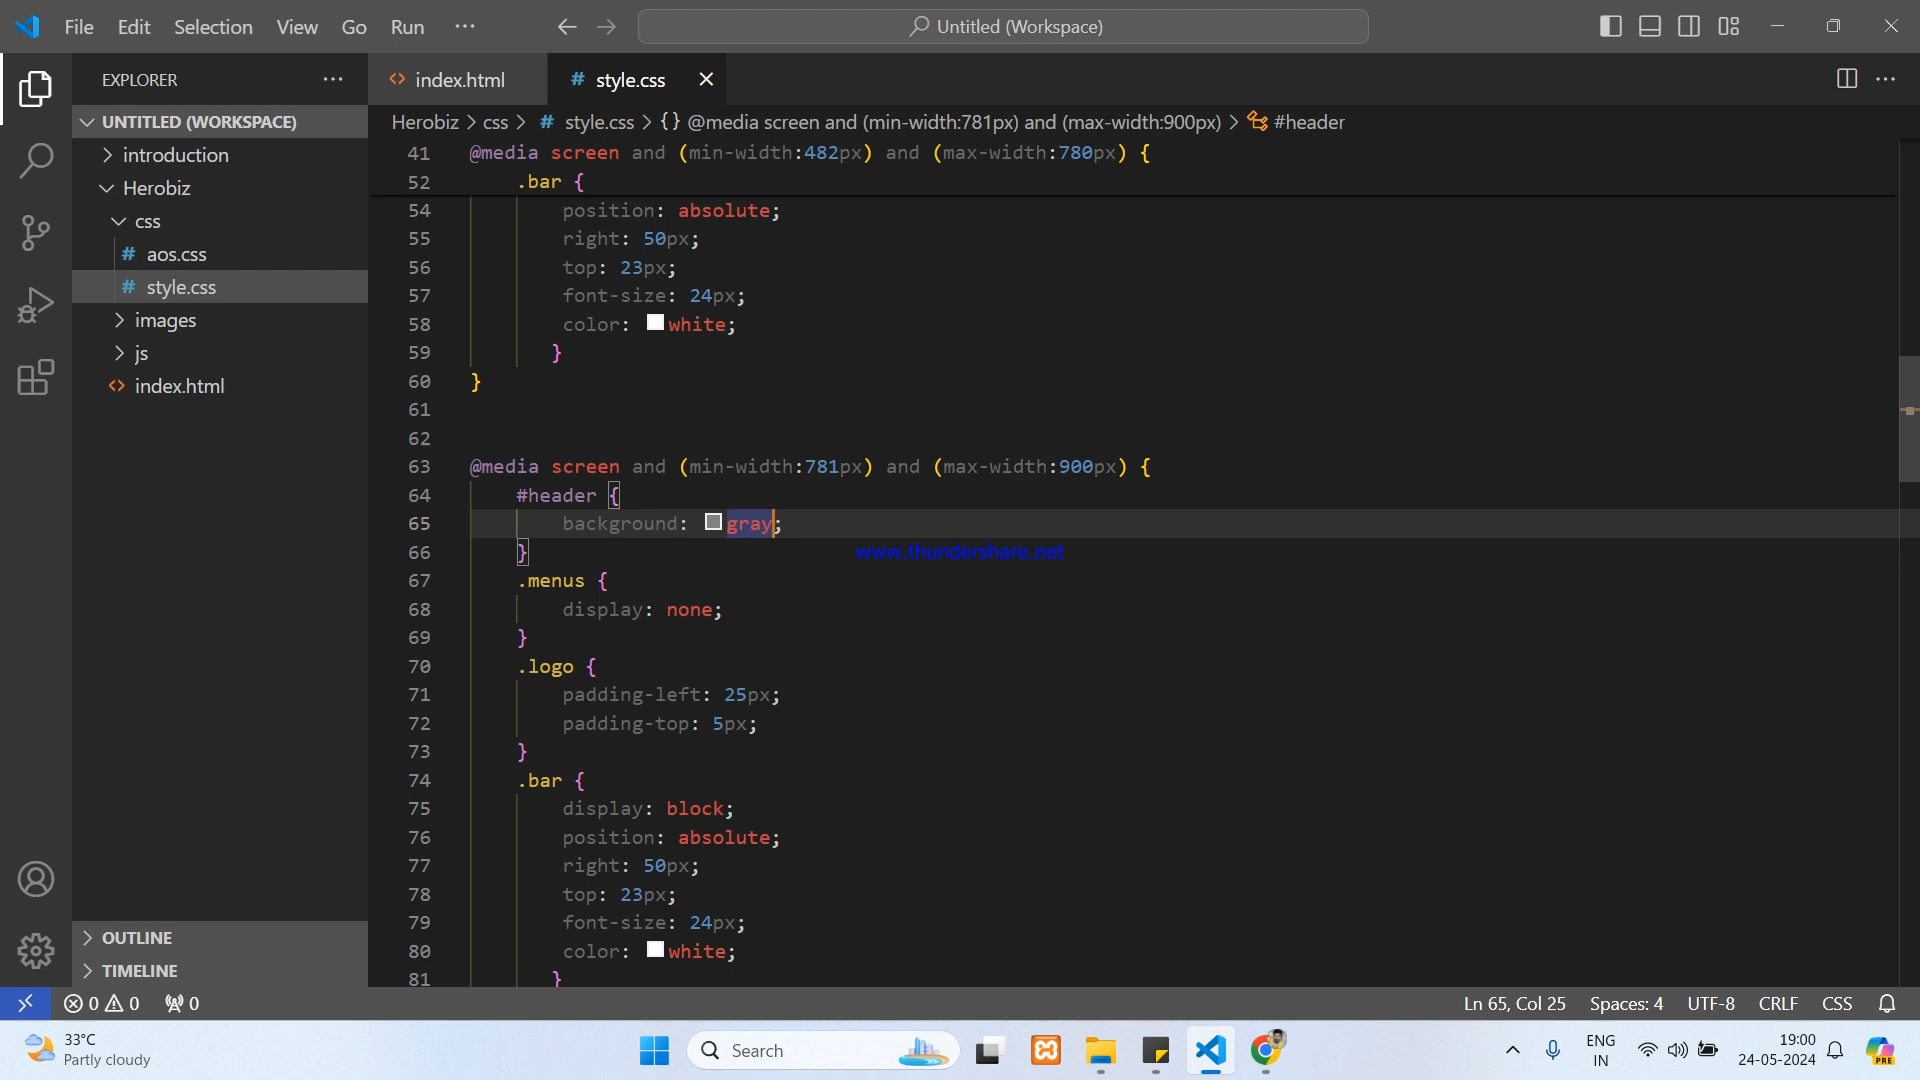 File Edit Selection View Go Run ··· Untitled (Workspace)
EXPLORER ···
index.html
# style.css
UNTITLED (WORKSPACE)
introduction
Herobiz
css
# aos.css
# style.css
images
js
index.html
OUTLINE
TIMELINE
Herobiz > css > # style.css > {} @media screen and (min-width:781px) and (max-width:900px) > #header
41 @media screen and (min-width:482px) and (max-width:780px) {
52 .bar {
54 position: absolute;
55 right: 50px;
56 top: 23px;
57 font-size: 24px;
58 color: white;
59 }
60 }
61
62
63 @media screen and (min-width:781px) and (max-width:900px) {
64 #header {
65 background: gray;
66 }
www.thundershare.net
67 .menus {
68 display: none;
69 }
70 .logo {
71 padding-left: 25px;
72 padding-top: 5px;
73 }
74 .bar {
75 display: block;
76 position: absolute;
77 right: 50px;
78 top: 23px;
79 font-size: 24px;
80 color: white;
81 }
0 0 0 Ln 65, Col 25 Spaces: 4 UTF-8 CRLF CSS
33°C
Partly cloudy
Search
ENG
IN
19:00
24-05-2024
PRE